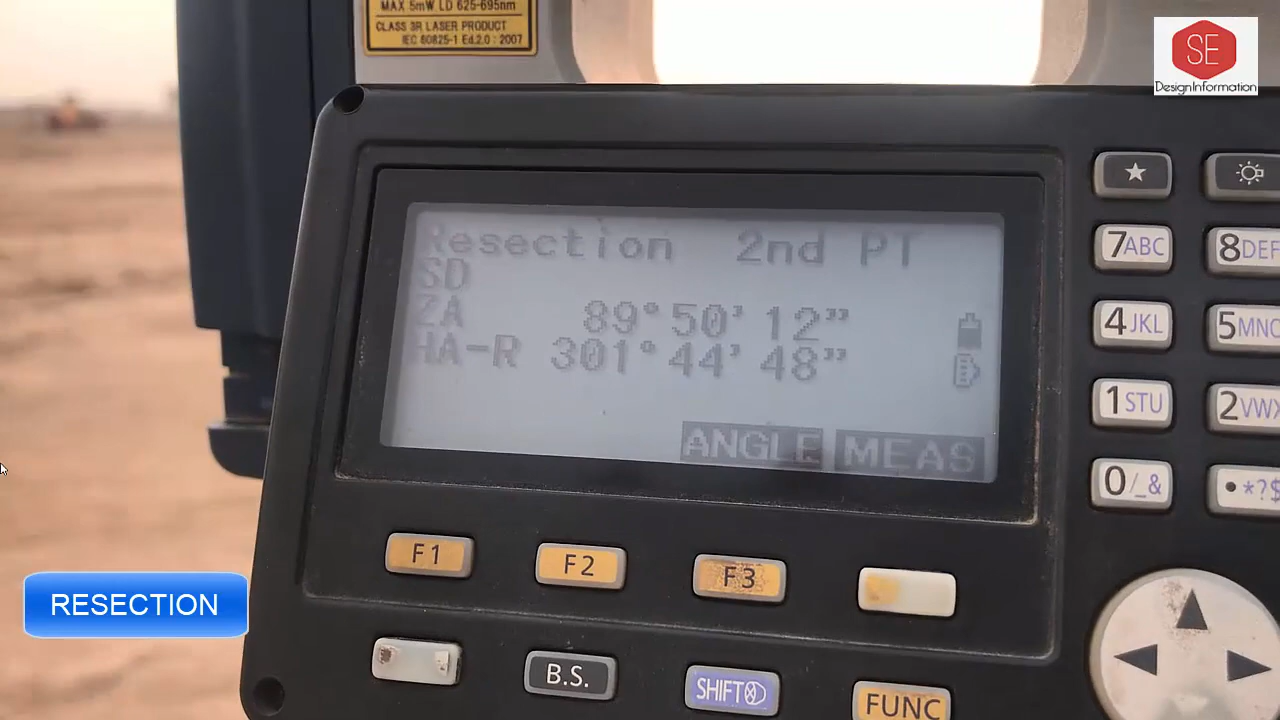 MAX 5mW LD 625-695nm
CLASS 3R LASER PRODUCT
IEC 60825-1 Ed.2.0 : 2007
SE
DesignInformation
Resection 2nd PT
SD
ZA 89°50'12"
HA-R 301°44'48"
ANGLE MEAS
★
7ABC 8DEF
4JKL 5MNO
1STU 2VWX
0/_& •*?$
F1 F2 F3
RESECTION
B.S. SHIFT FUNC